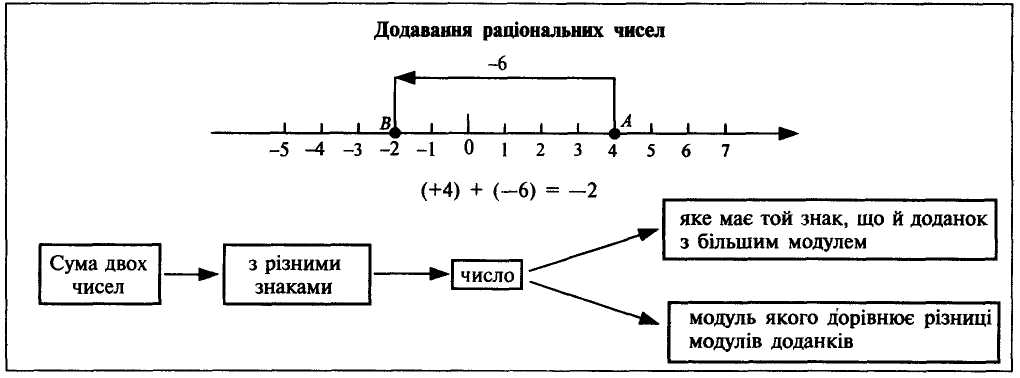 Додавання раціональних чисел
–6
B
A
–5 –4 –3 –2 –1 0 1 2 3 4 5 6 7
(+4) + (—6) = —2
Сума двох
чисел
з різними
знаками
число
яке має той знак, що й доданок
з більшим модулем
модуль якого дорівнює різниці
модулів доданків